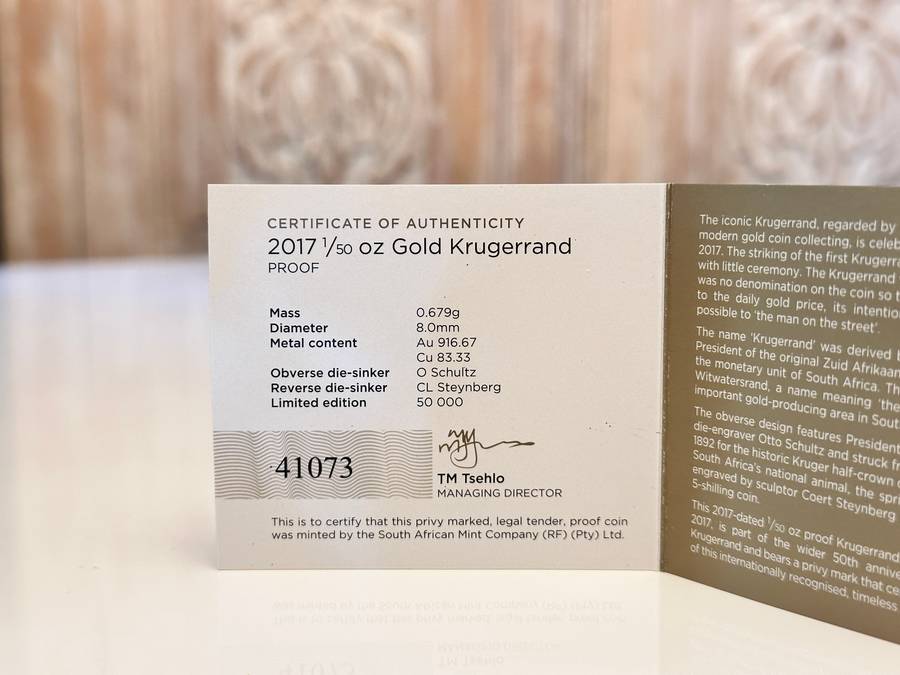 CERTIFICATE OF AUTHENTICITY
2017 1/50 oz Gold Krugerrand
PROOF
Mass 0.679g
Diameter 8.0mm
Metal content Au 916.67
Cu 83.33
Obverse die-sinker O Schultz
Reverse die-sinker CL Steynberg
Limited edition 50 000
41073
TM Tsehlo
MANAGING DIRECTOR
This is to certify that this privy marked, legal tender, proof coin
was minted by the South African Mint Company (RF) (Pty) Ltd.
The iconic Krugerrand, regarded by
modern gold coin collecting, is celeb
2017. The striking of the first Krugerra
with little ceremony. The Krugerrand
was no denomination on the coin so t
to the daily gold price, its intentio
possible to 'the man on the street'.
The name 'Krugerrand' was derived b
President of the original Zuid Afrikaan
the monetary unit of South Africa. Th
Witwatersrand, a name meaning 'the
important gold-producing area in Sout
The obverse design features President
die-engraver Otto Schultz and struck fr
1892 for the historic Kruger half-crown
South Africa's national animal, the spri
engraved by sculptor Coert Steynberg
5-shilling coin.
This 2017-dated 1/50 oz proof Krugerrand
2017, is part of the wider 50th annive
Krugerrand and bears a privy mark that ce
of this internationally recognised, timeless